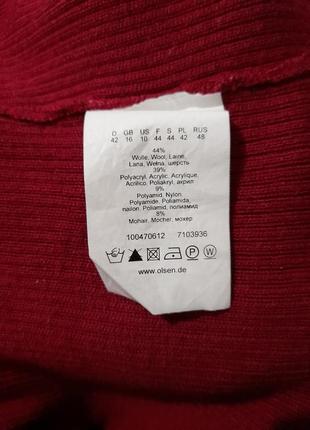 D GB US F S PL RUS
42 16 10 44 44 42 48
44%
Wolle, Wool, Laine,
Lana, Wełna, шерсть
39%
Polyacryl, Acrylic, Acrylique,
Acrilico, Poliakryl, акрил
9%
Polyamid, Nylon,
Polyamide, Poliammida,
nailon, Poliamid, полиамид
8%
Mohair, Mocher, мохер
100470612 7103936
P W
www.olsen.de